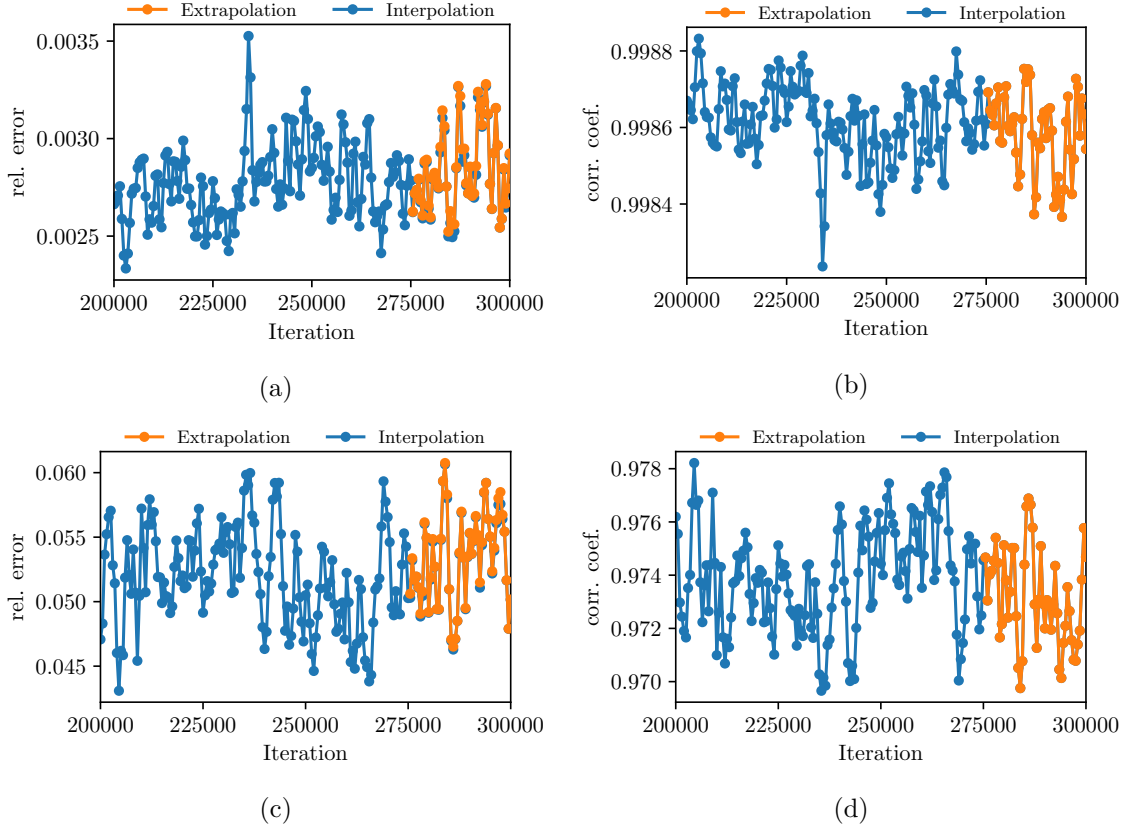 Extrapolation Interpolation
0.0035
0.0030
0.0025
rel. error
200000 225000 250000 275000 300000
Iteration
(a)
Extrapolation Interpolation
0.9988
0.9986
0.9984
corr. coef.
200000 225000 250000 275000 300000
Iteration
(b)
Extrapolation Interpolation
0.060
0.055
0.050
0.045
rel. error
200000 225000 250000 275000 300000
Iteration
(c)
Extrapolation Interpolation
0.978
0.976
0.974
0.972
0.970
corr. coef.
200000 225000 250000 275000 300000
Iteration
(d)